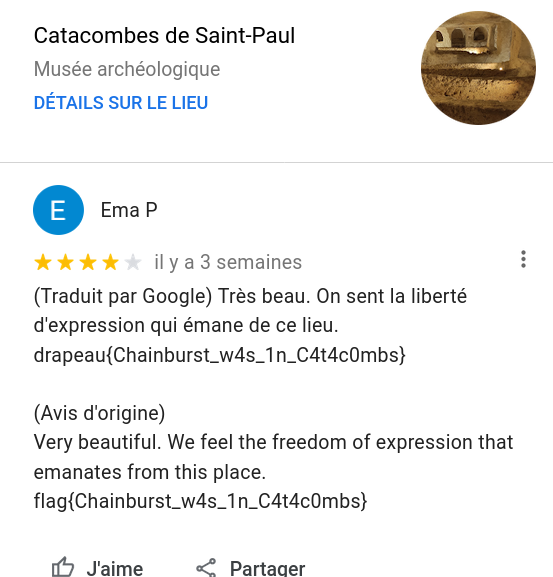 Catacombes de Saint-Paul
Musée archéologique
DÉTAILS SUR LE LIEU
E
Ema P
il y a 3 semaines
(Traduit par Google) Très beau. On sent la liberté
d'expression qui émane de ce lieu.
drapeau{Chainburst_w4s_1n_C4t4c0mbs}
(Avis d'origine)
Very beautiful. We feel the freedom of expression that
emanates from this place.
flag{Chainburst_w4s_1n_C4t4c0mbs}
J'aime
Partager